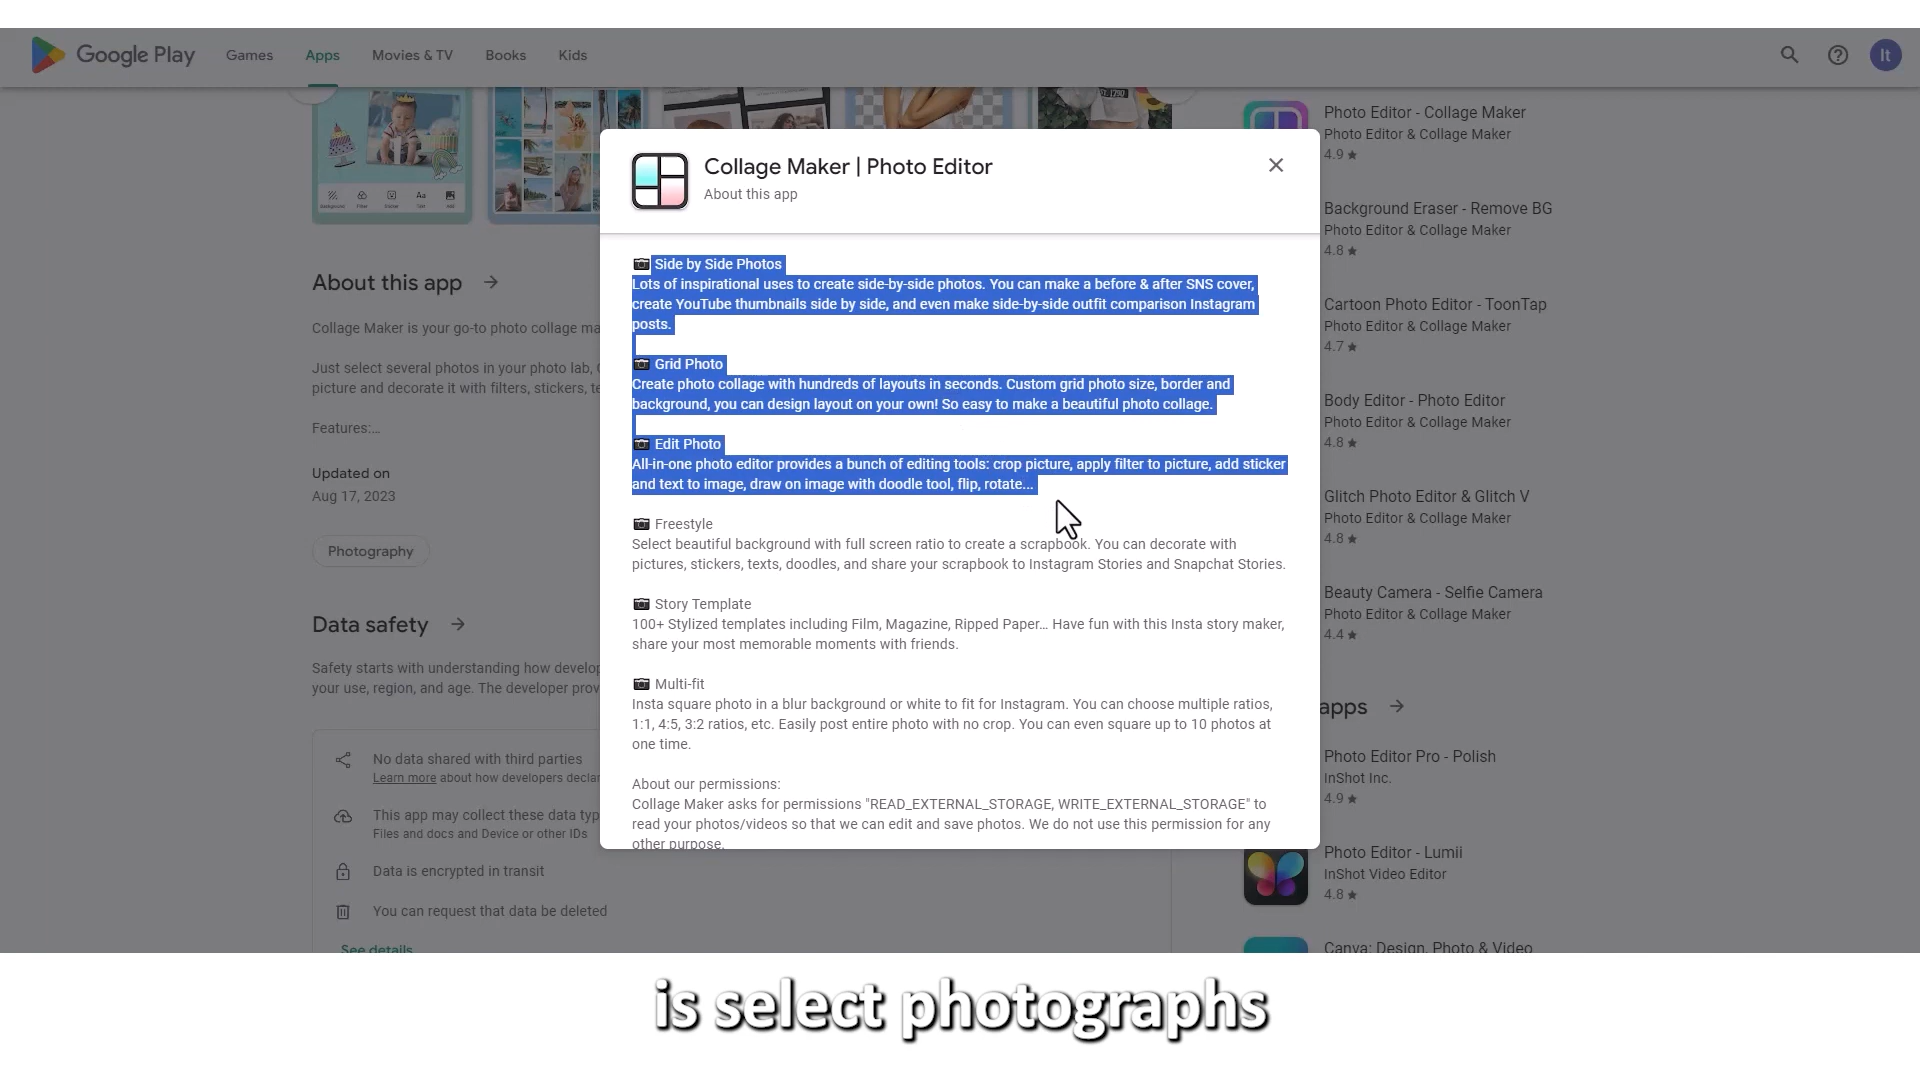 Google Play
Games
Apps
Movies & TV
Books
Kids
It
Aa
About this app
Collage Maker is your go-to photo collage ma
Just select several photos in your photo lab,
picture and decorate it with filters, stickers, te
Features:...
Updated on
Aug 17, 2023
Photography
Data safety
Safety starts with understanding how develop
your use, region, and age. The developer prov
No data shared with third parties
Learn more about how developers declar
This app may collect these data typ
Files and docs and Device or other IDs
Data is encrypted in transit
You can request that data be deleted
See details
Collage Maker | Photo Editor
About this app
Side by Side Photos
Lots of inspirational uses to create side-by-side photos. You can make a before & after SNS cover,
create YouTube thumbnails side by side, and even make side-by-side outfit comparison Instagram
posts.
Grid Photo
Create photo collage with hundreds of layouts in seconds. Custom grid photo size, border and
background, you can design layout on your own! So easy to make a beautiful photo collage.
Edit Photo
All-in-one photo editor provides a bunch of editing tools: crop picture, apply filter to picture, add sticker
and text to image, draw on image with doodle tool, flip, rotate...
Freestyle
Select beautiful background with full screen ratio to create a scrapbook. You can decorate with
pictures, stickers, texts, doodles, and share your scrapbook to Instagram Stories and Snapchat Stories.
Story Template
100+ Stylized templates including Film, Magazine, Ripped Paper... Have fun with this Insta story maker,
share your most memorable moments with friends.
Multi-fit
Insta square photo in a blur background or white to fit for Instagram. You can choose multiple ratios,
1:1, 4:5, 3:2 ratios, etc. Easily post entire photo with no crop. You can even square up to 10 photos at
one time.
About our permissions:
Collage Maker asks for permissions "READ_EXTERNAL_STORAGE, WRITE_EXTERNAL_STORAGE" to
read your photos/videos so that we can edit and save photos. We do not use this permission for any
other purpose.
Photo Editor - Collage Maker
Photo Editor & Collage Maker
4.9★
Background Eraser - Remove BG
Photo Editor & Collage Maker
4.8★
Cartoon Photo Editor - ToonTap
Photo Editor & Collage Maker
4.7★
Body Editor - Photo Editor
Photo Editor & Collage Maker
4.8★
Glitch Photo Editor & Glitch V
Photo Editor & Collage Maker
4.8★
Beauty Camera - Selfie Camera
Photo Editor & Collage Maker
4.4★
apps
Photo Editor Pro - Polish
InShot Inc.
4.9★
Photo Editor - Lumii
InShot Video Editor
4.8★
Canva: Design, Photo & Video
is select photographs